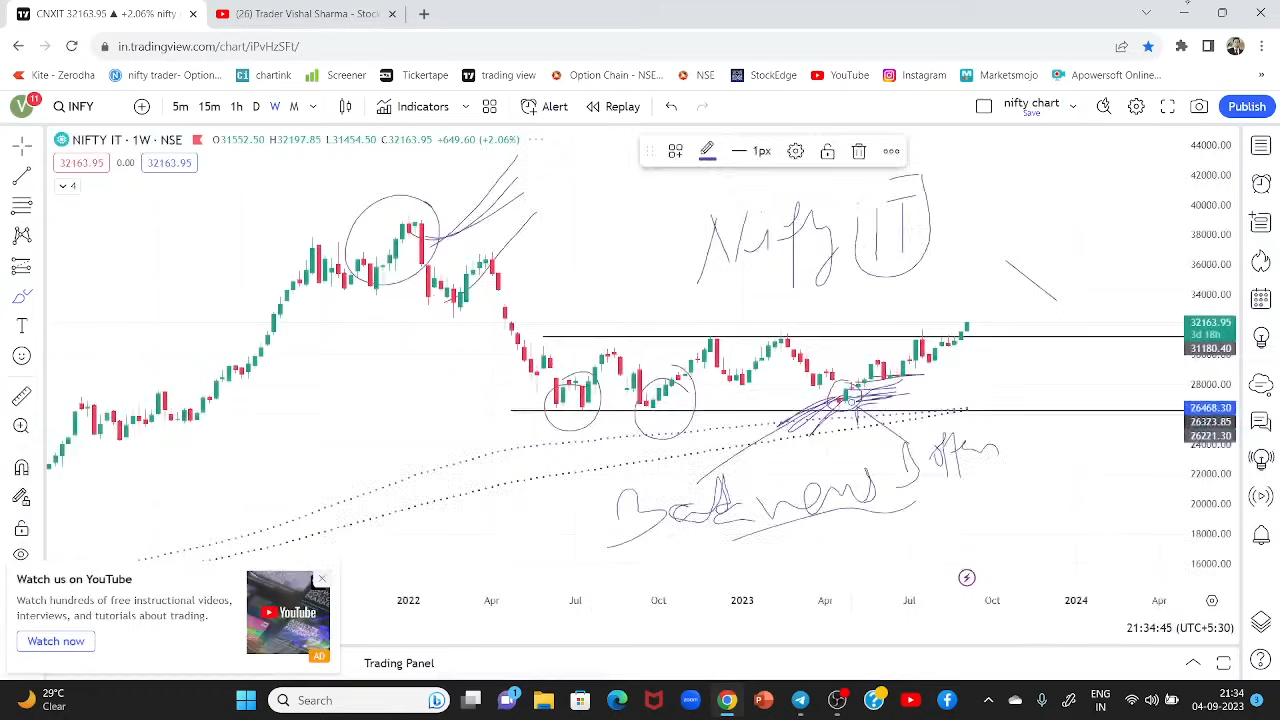 CNXIT 32163.95 ▲ +2.06% nifty
(26) Trader Vishal Sharma - Stock
in.tradingview.com/chart/iPvHzSFt/
Kite - Zerodha
nifty trader- Option...
chartink
Screener
Tickertape
trading view
Option Chain - NSE...
NSE
StockEdge
YouTube
Instagram
Marketsmojo
Apowersoft Online...
V 11
INFY
5m 15m 1h D W M
Indicators
Alert
Replay
nifty chart
Save
Publish
NIFTY IT · 1W · NSE
O31552.50 H32197.85 L31454.50 C32163.95 +649.60 (+2.06%)
32163.95 0.00 32163.95
4
1px
Nifty IT
Bad news
44000.00
42000.00
40000.00
38000.00
36000.00
34000.00
32163.95
3d 18h
31180.40
28000.00
26468.30
26323.85
26221.30
24000.00
22000.00
20000.00
18000.00
16000.00
2022 Apr Jul Oct 2023 Apr Jul Oct 2024 Apr
21:34:45 (UTC+5:30)
Watch us on YouTube
Watch hundreds of free instructional videos,
interviews, and tutorials about trading.
Watch now
YouTube
AD
Trading Panel
29°C
Clear
Search
1
ENG
IN
21:34
04-09-2023
3